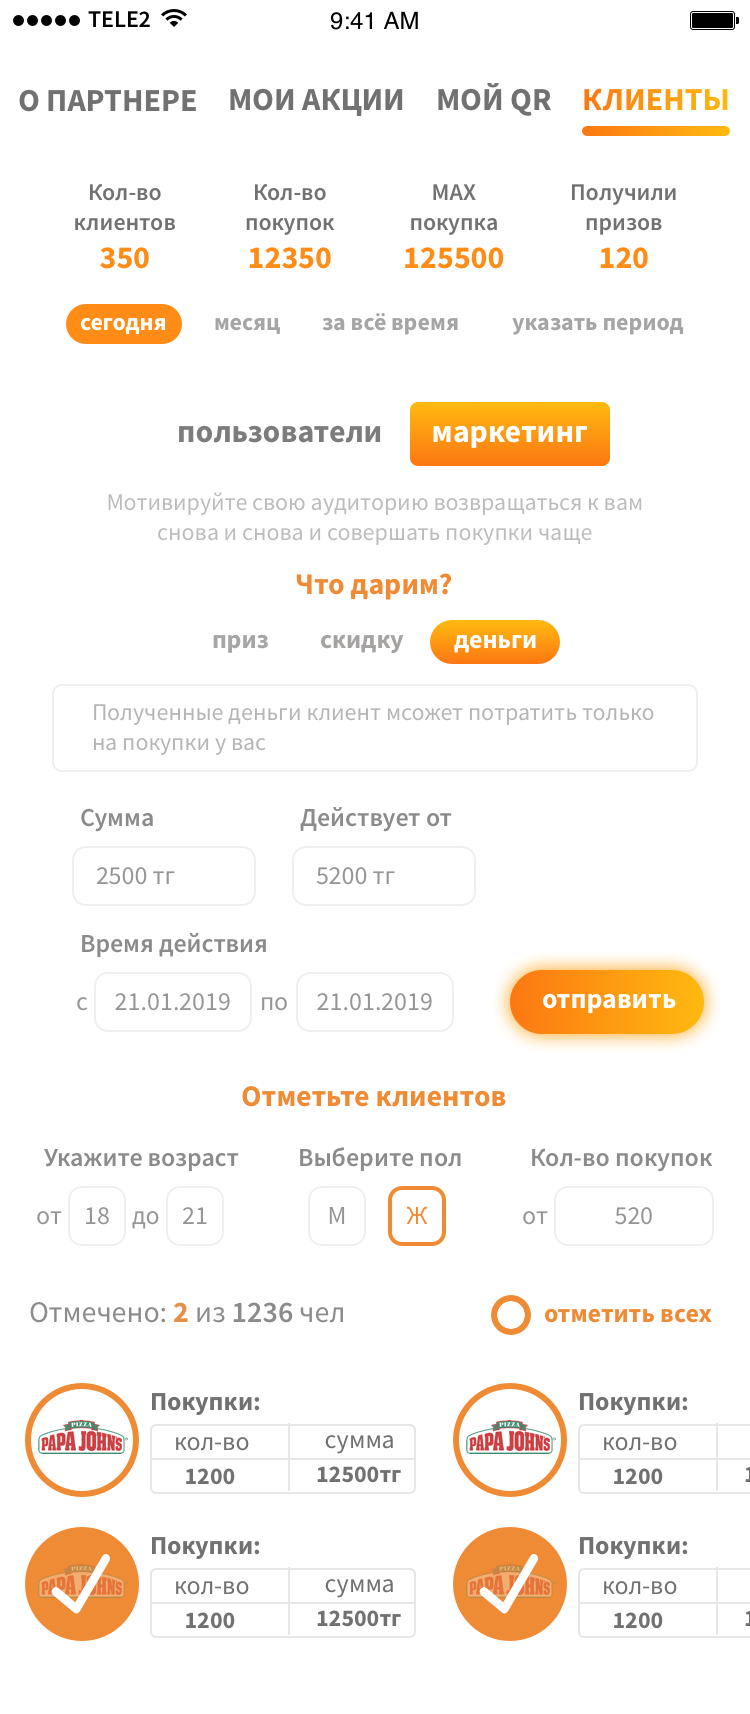 TELE2 9:41 AM
О ПАРТНЕРЕ МОИ АКЦИИ МОЙ QR КЛИЕНТЫ
Кол-во Кол-во MAX Получили
клиентов покупок покупка призов
350 12350 125500 120
сегодня месяц за всё время указать период
пользователи маркетинг
Мотивируйте свою аудиторию возвращаться к вам
снова и снова и совершать покупки чаще
Что дарим?
приз скидку деньги
Полученные деньги клиент мсожет потратить только
на покупки у вас
Сумма Действует от
2500 тг 5200 тг
Время действия
с 21.01.2019 по 21.01.2019 отправить
Отметьте клиентов
Укажите возраст Выберите пол Кол-во покупок
от 18 до 21 М Ж от 520
Отмечено: 2 из 1236 чел отметить всех
Покупки: Покупки:
PIZZA PIZZA
PAPA JOHNS кол-во сумма PAPA JOHNS кол-во
1200 12500тг 1200 1
Покупки: Покупки:
PIZZA PIZZA
PAPA JOHNS кол-во сумма PAPA JOHNS кол-во
1200 12500тг 1200 1